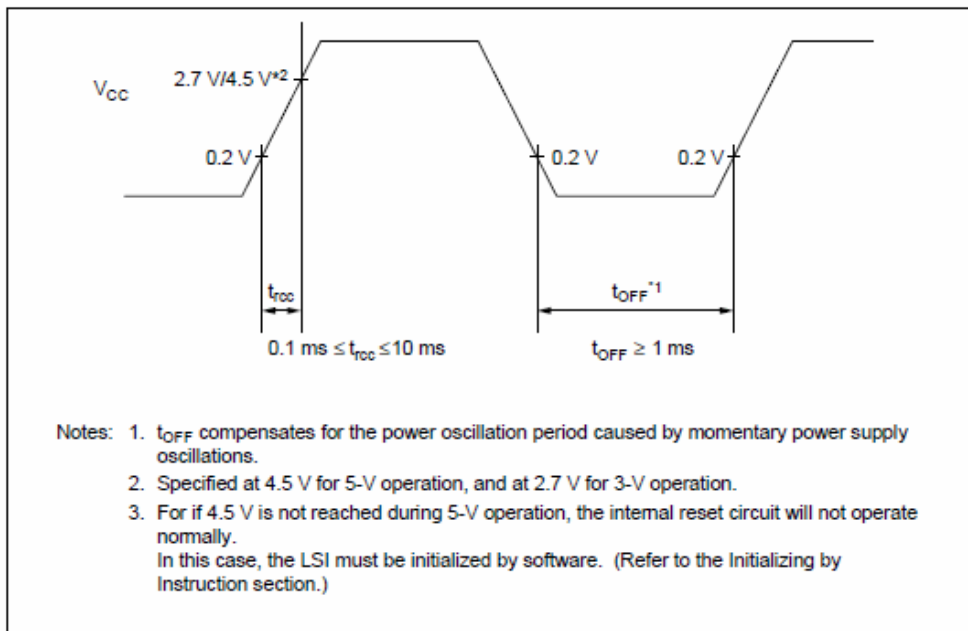 2.7 V/4.5 V*2
VCC
0.2 V
0.2 V
0.2 V
trcc
tOFF*1
0.1 ms ≤ trcc ≤10 ms
tOFF ≥ 1 ms
Notes: 1. tOFF compensates for the power oscillation period caused by momentary power supply
oscillations.
2. Specified at 4.5 V for 5-V operation, and at 2.7 V for 3-V operation.
3. For if 4.5 V is not reached during 5-V operation, the internal reset circuit will not operate
normally.
In this case, the LSI must be initialized by software. (Refer to the Initializing by
Instruction section.)